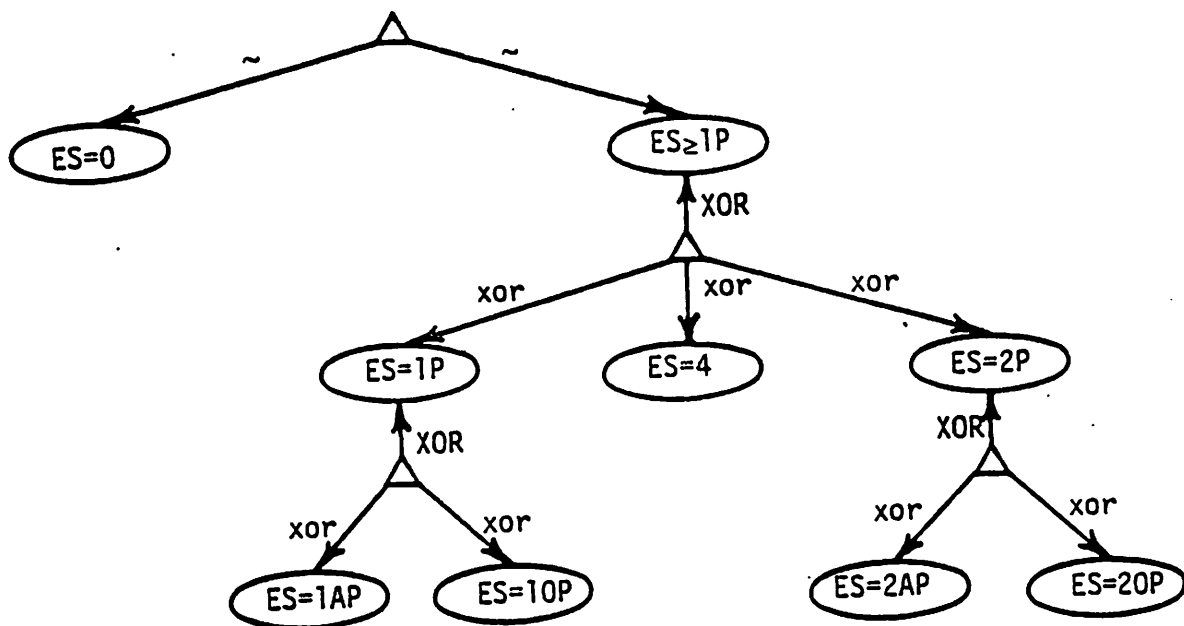 ~ ~
ES=0 ES≥1P
XOR
xor xor xor
ES=1P ES=4 ES=2P
XOR XOR
xor xor xor xor
ES=1AP ES=1OP ES=2AP ES=2OP